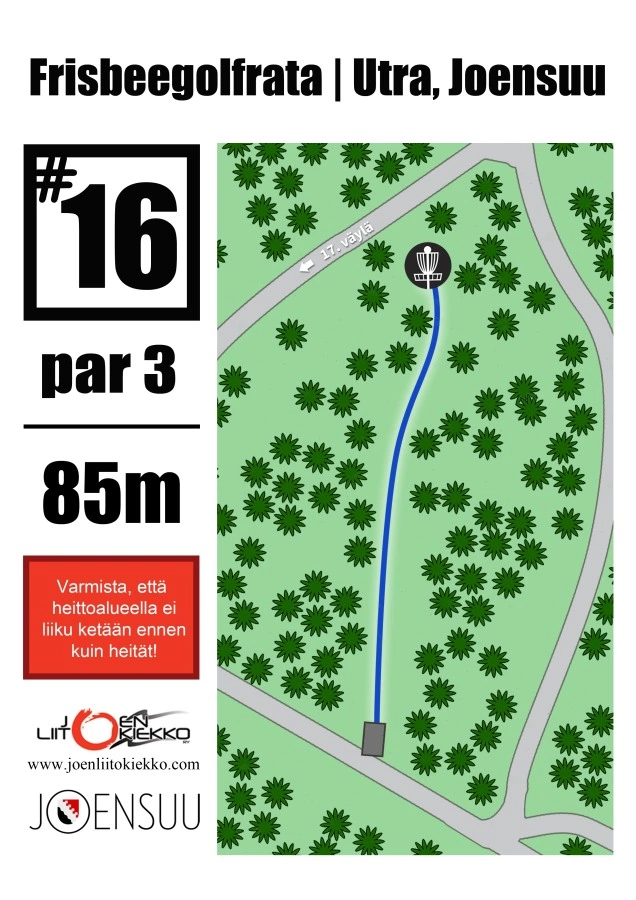 Frisbeegolfrata | Utra, Joensuu
#16
par 3
85m
Varmista, että
heittoalueella ei
liiku ketään ennen
kuin heität!
17. väylä
JOEN
LIITOKIEKKO
RY
www.joenliitokiekko.com
JOENSUU